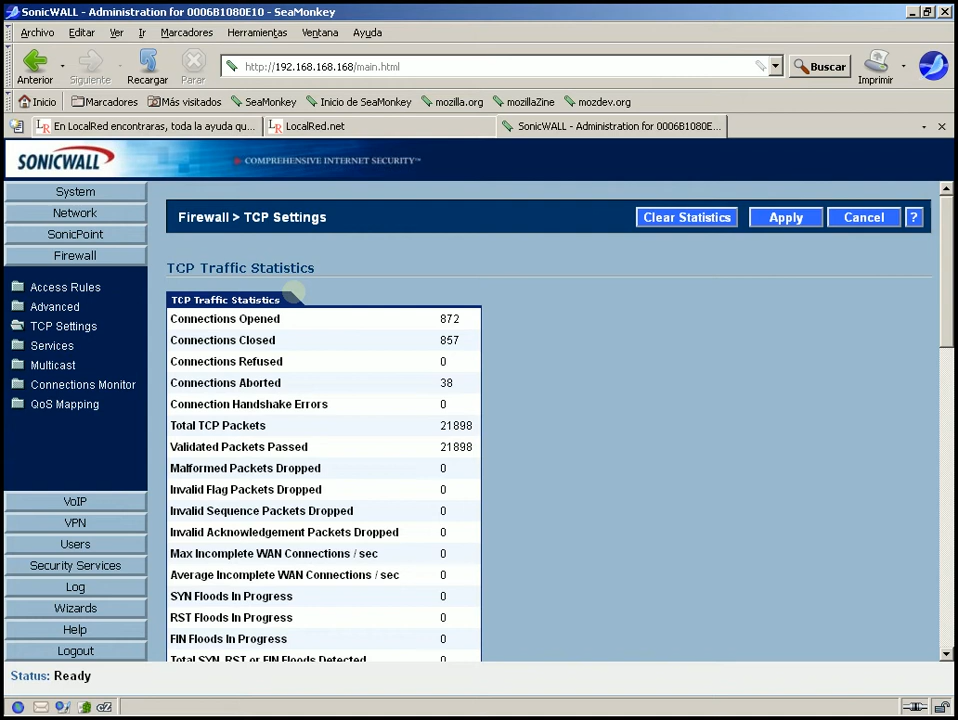 SonicWALL - Administration for 0006B1080E10 - SeaMonkey
Archivo Editar Ver Ir Marcadores Herramientas Ventana Ayuda
Anterior Siguiente Recargar Parar http://192.168.168.168/main.html Buscar Imprimir
Inicio Marcadores Más visitados SeaMonkey Inicio de SeaMonkey mozilla.org mozillaZine mozdev.org
En LocalRed encontraras, toda la ayuda qu... LocalRed.net SonicWALL - Administration for 0006B1080E...
SONICWALL COMPREHENSIVE INTERNET SECURITY™
System
Network
SonicPoint
Firewall
Access Rules
Advanced
TCP Settings
Services
Multicast
Connections Monitor
QoS Mapping
VoIP
VPN
Users
Security Services
Log
Wizards
Help
Logout
Firewall > TCP Settings Clear Statistics Apply Cancel ?
TCP Traffic Statistics
TCP Traffic Statistics
Connections Opened 872
Connections Closed 857
Connections Refused 0
Connections Aborted 38
Connection Handshake Errors 0
Total TCP Packets 21898
Validated Packets Passed 21898
Malformed Packets Dropped 0
Invalid Flag Packets Dropped 0
Invalid Sequence Packets Dropped 0
Invalid Acknowledgement Packets Dropped 0
Max Incomplete WAN Connections / sec 0
Average Incomplete WAN Connections / sec 0
SYN Floods In Progress 0
RST Floods In Progress 0
FIN Floods In Progress 0
Total SYN, RST or FIN Floods Detected 0
Status: Ready